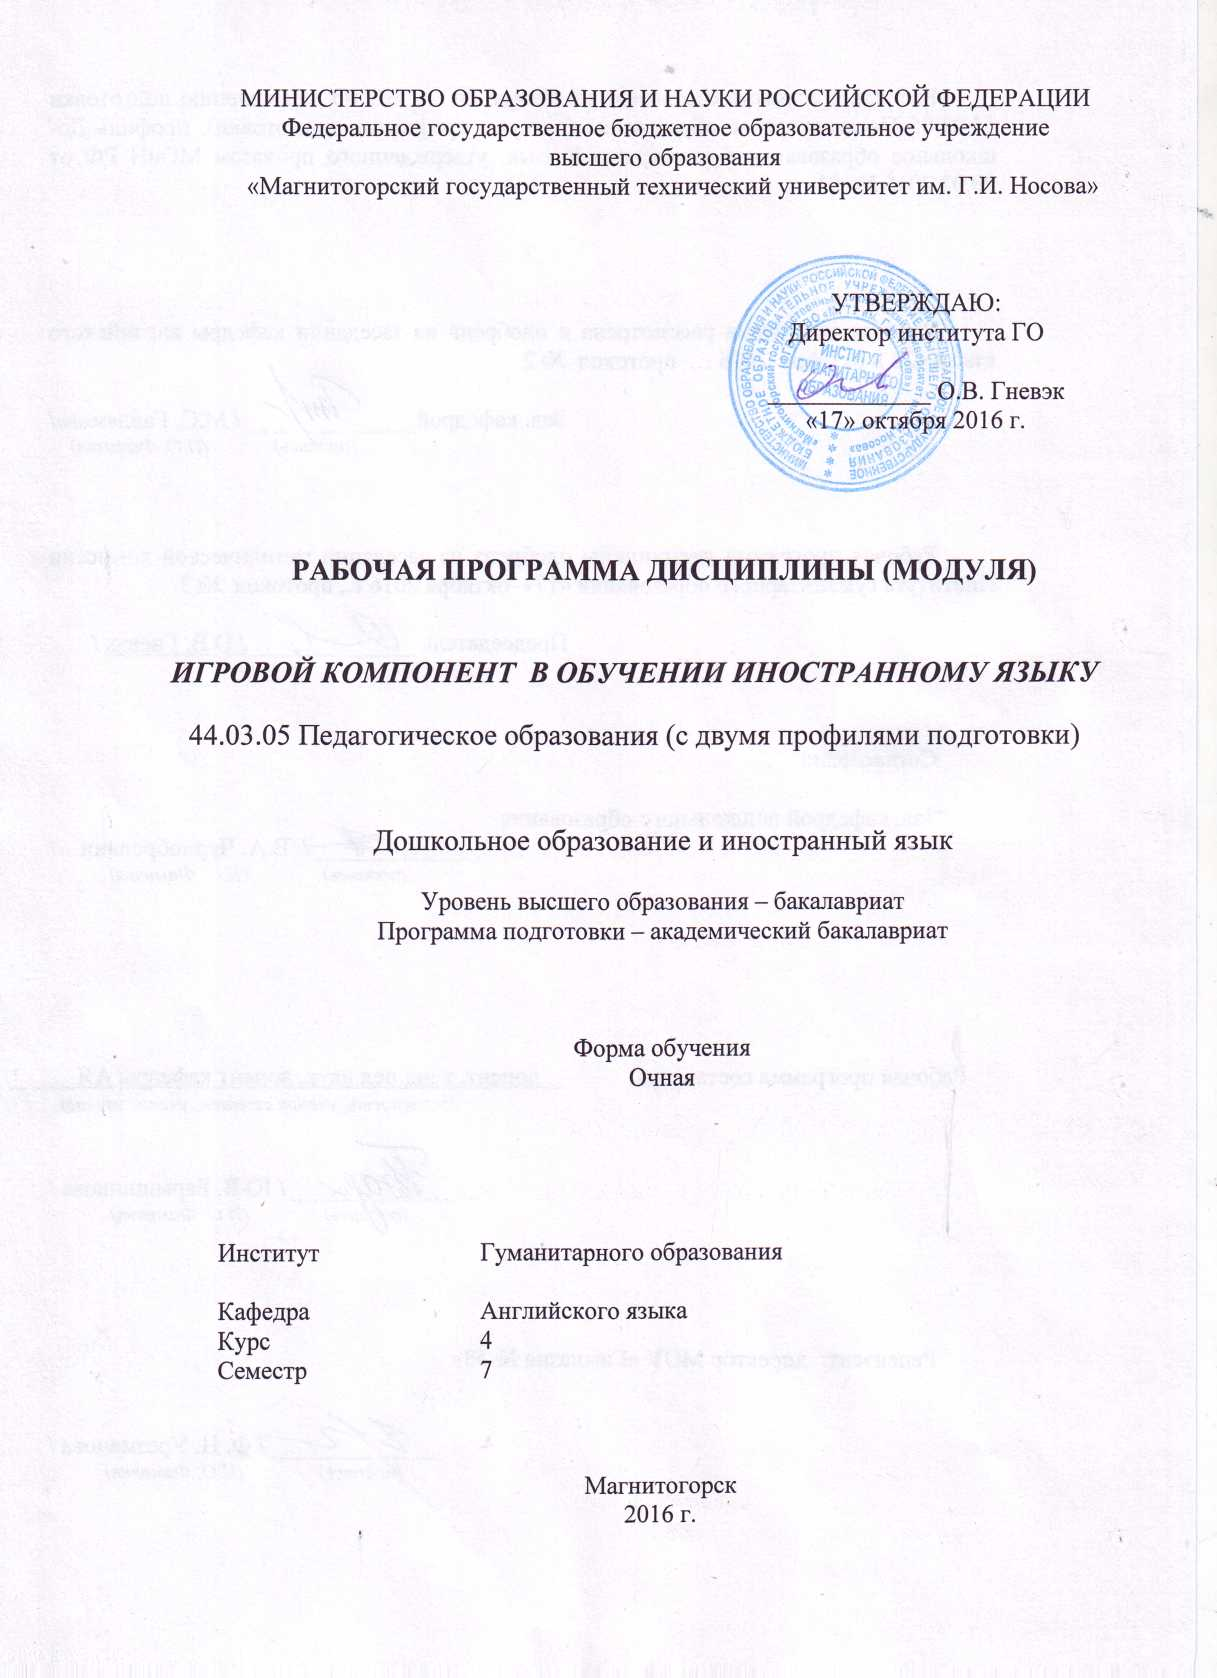 МИНИСТЕРСТВО ОБРАЗОВАНИЯ И НАУКИ РОССИЙСКОЙ ФЕДЕРАЦИИ
Федеральное государственное бюджетное образовательное учреждение
высшего образования
«Магнитогорский государственный технический университет им. Г.И. Носова»
УТВЕРЖДАЮ:
Директор института ГО
ИНСТИТУТ
ГУМАНИТАРНОГО
ОБРАЗОВАНИЯ
О.В. Гневэк
«17» октября 2016 г.
РАБОЧАЯ ПРОГРАММА ДИСЦИПЛИНЫ (МОДУЛЯ)
ИГРОВОЙ КОМПОНЕНТ В ОБУЧЕНИИ ИНОСТРАННОМУ ЯЗЫКУ
44.03.05 Педагогическое образования (с двумя профилями подготовки)
Дошкольное образование и иностранный язык
Уровень высшего образования – бакалавриат
Программа подготовки – академический бакалавриат
Форма обучения
Очная
Институт Гуманитарного образования
Кафедра Английского языка
Курс 4
Семестр 7
Магнитогорск
2016 г.